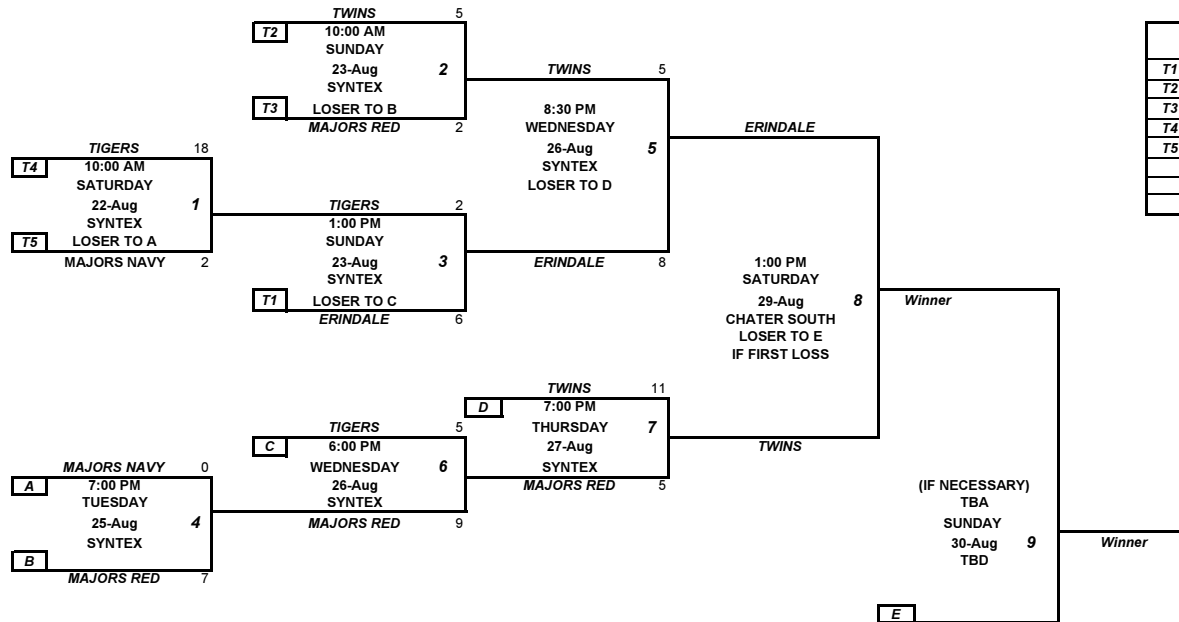 TWINS 5
T2 10:00 AM
SUNDAY
23-Aug 2
SYNTEX
T3 LOSER TO B
MAJORS RED 2
TIGERS 18
T4 10:00 AM
SATURDAY
22-Aug 1
SYNTEX
T5 LOSER TO A
MAJORS NAVY 2
TIGERS 2
1:00 PM
SUNDAY
23-Aug 3
SYNTEX
T1 LOSER TO C
ERINDALE 6
TWINS 5
8:30 PM
WEDNESDAY
26-Aug 5
SYNTEX
LOSER TO D
ERINDALE 8
MAJORS NAVY 0
A 7:00 PM
TUESDAY
25-Aug 4
SYNTEX
B
MAJORS RED 7
TIGERS 5
C 6:00 PM
WEDNESDAY 6
26-Aug
SYNTEX
MAJORS RED 9
TWINS 11
D 7:00 PM
THURSDAY 7
27-Aug
SYNTEX
MAJORS RED 5
ERINDALE
1:00 PM
SATURDAY
29-Aug 8
CHATER SOUTH
LOSER TO E
IF FIRST LOSS
TWINS
Winner
(IF NECESSARY)
TBA
SUNDAY
30-Aug 9
TBD
E
Winner
T1
T2
T3
T4
T5